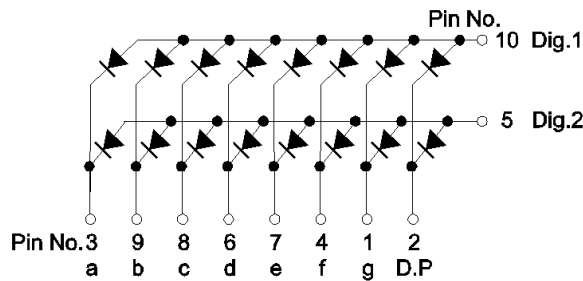 Pin No.
10 Dig.1
5 Dig.2
Pin No.3 9 8 6 7 4 1 2
a b c d e f g D.P